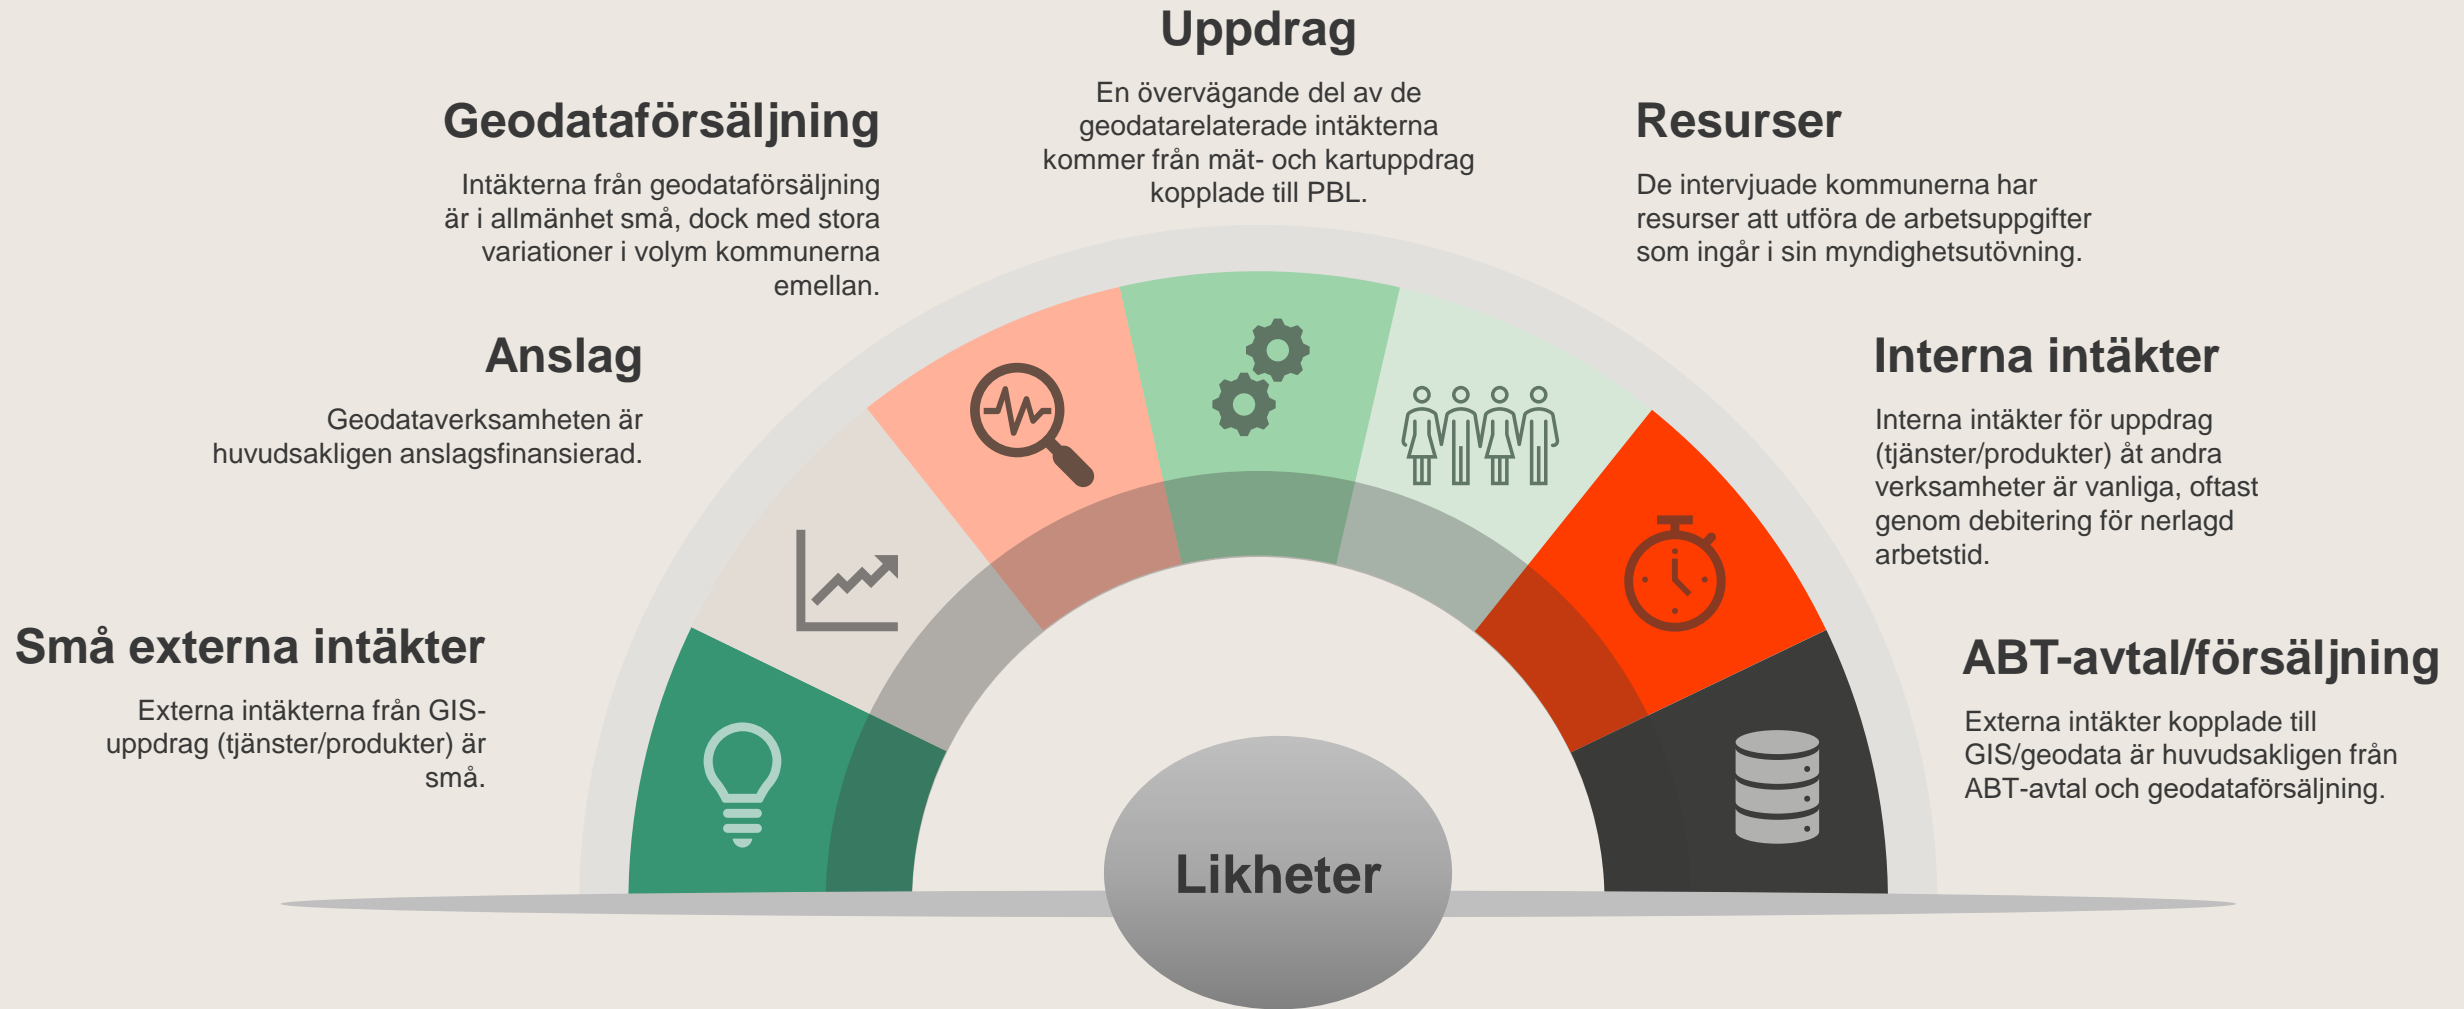 Uppdrag
En övervägande del av de
geodatarelaterade intäkterna
kommer från mät- och kartuppdrag
kopplade till PBL.
Geodataförsäljning
Intäkterna från geodataförsäljning
är i allmänhet små, dock med stora
variationer i volym kommunerna
emellan.
Resurser
De intervjuade kommunerna har
resurser att utföra de arbetsuppgifter
som ingår i sin myndighetsutövning.
Anslag
Geodataverksamheten är
huvudsakligen anslagsfinansierad.
Interna intäkter
Interna intäkter för uppdrag
(tjänster/produkter) åt andra
verksamheter är vanliga, oftast
genom debitering för nerlagd
arbetstid.
Små externa intäkter
Externa intäkterna från GIS-
uppdrag (tjänster/produkter) är
små.
ABT-avtal/försäljning
Externa intäkter kopplade till
GIS/geodata är huvudsakligen från
ABT-avtal och geodataförsäljning.
Likheter